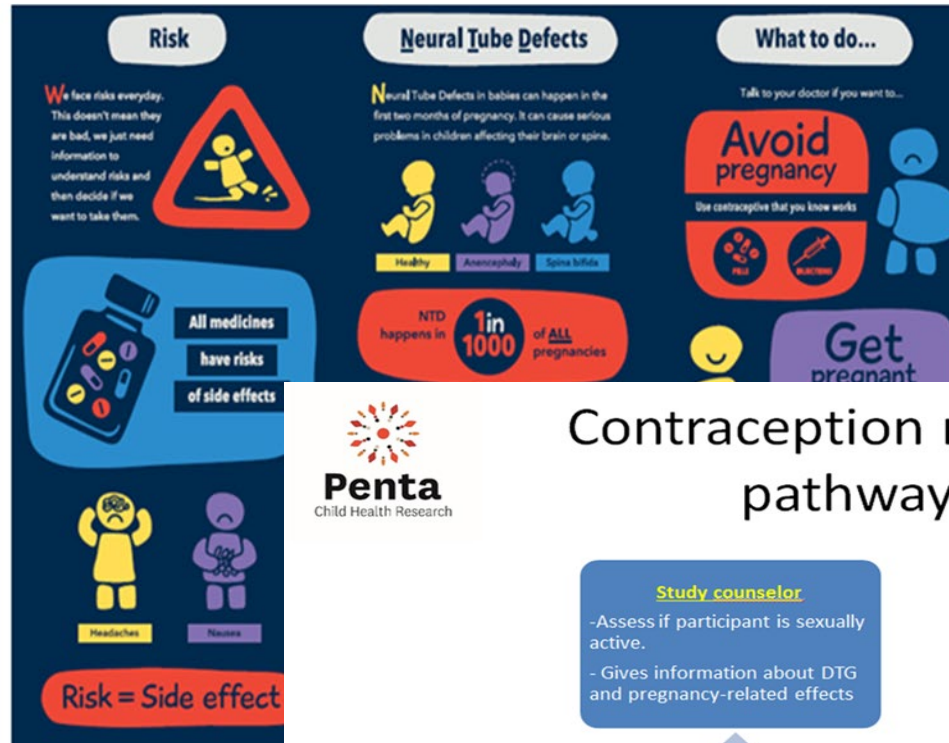 Risk
We face risks everyday.
This doesn't mean they
are bad, we just need
information to
understand risks and
then decide if we
want to take them.
All medicines
have risks
of side effects
Headaches
Nausea
Risk = Side effect
Neural Tube Defects
Neural Tube Defects in babies can happen in the
first two months of pregnancy. It can cause serious
problems in children affecting their brain or spine.
Healthy
Anencephaly
Spina bifida
NTD
happens in
1in
1000
of ALL
pregnancies
What to do...
Talk to your doctor if you want to...
Avoid
pregnancy
Use contraceptive that you know works
PILLS
INJECTIONS
Get
pregnant
Penta
Child Health Research
Contraception
pathway
Study counselor
-Assess if participant is sexually
active.
- Gives information about DTG
and pregnancy-related effects